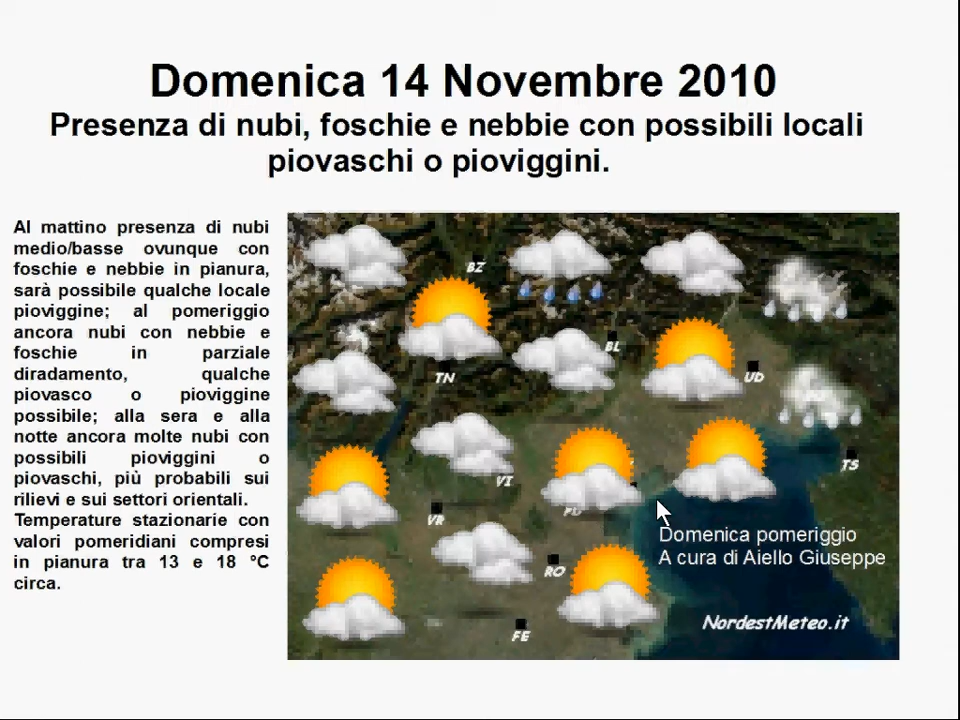 Domenica 14 Novembre 2010
Presenza di nubi, foschie e nebbie con possibili locali
piovaschi o pioviggini.
Al mattino presenza di nubi
medio/basse ovunque con
foschie e nebbie in pianura,
sarà possibile qualche locale
pioviggine; al pomeriggio
ancora nubi con nebbie e
foschie in parziale
diradamento, qualche
piovasco o pioviggine
possibile; alla sera e alla
notte ancora molte nubi con
possibili pioviggini o
piovaschi, più probabili sui
rilievi e sui settori orientali.
Temperature stazionarie con
valori pomeridiani compresi
in pianura tra 13 e 18 °C
circa.
BZ
BL
TN
UD
TS
VI
PD
VR
RO
FE
Domenica pomeriggio
A cura di Aiello Giuseppe
NordestMeteo.it